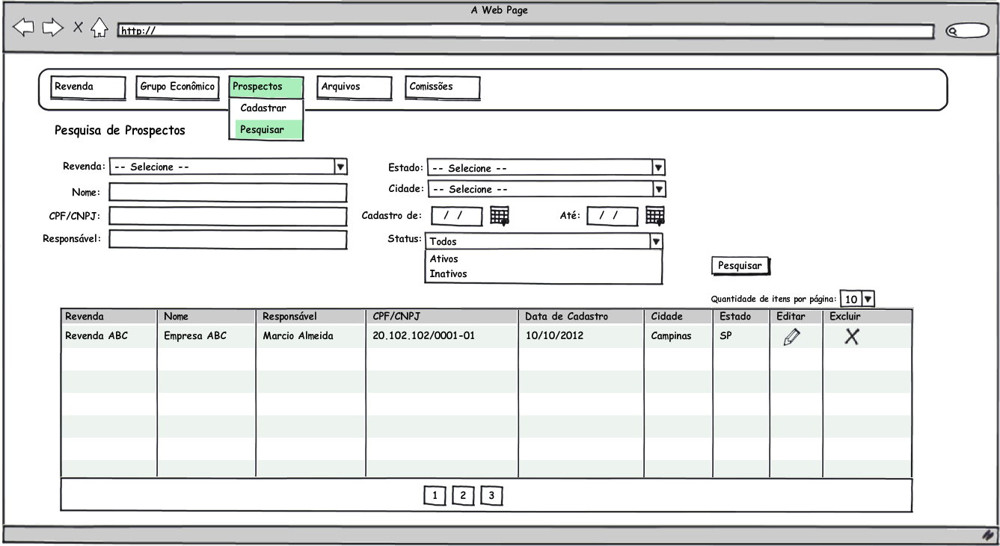 A Web Page
http://
Revenda Grupo Econômico Prospectos Arquivos Comissões
Cadastrar
Pesquisar
Pesquisa de Prospectos
Revenda: -- Selecione -- Estado: -- Selecione --
Nome: Cidade: -- Selecione --
CPF/CNPJ: Cadastro de: / / Até: / /
Responsável: Status: Todos
Ativos
Inativos
Pesquisar
Quantidade de itens por página: 10
Revenda Nome Responsável CPF/CNPJ Data de Cadastro Cidade Estado Editar Excluir
Revenda ABC Empresa ABC Marcio Almeida 20.102.102/0001-01 10/10/2012 Campinas SP
1 2 3